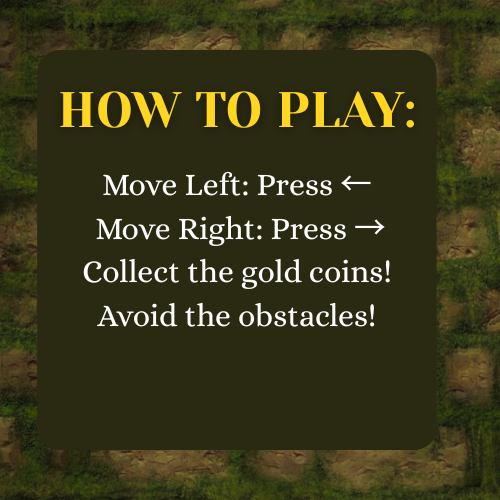 HOW TO PLAY:
Move Left: Press ←
Move Right: Press →
Collect the gold coins!
Avoid the obstacles!